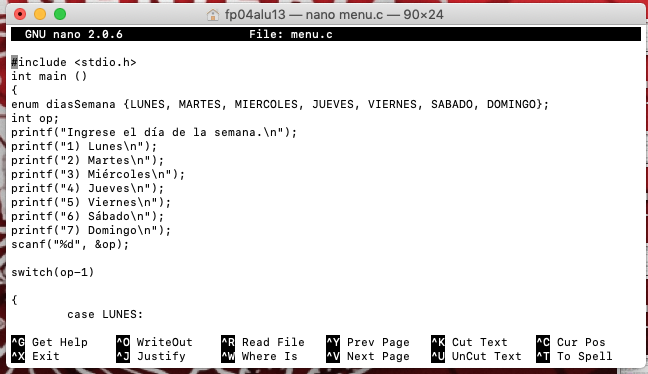 fp04alu13 — nano menu.c — 90×24
GNU nano 2.0.6 File: menu.c
#include <stdio.h>
int main ()
{
enum diasSemana {LUNES, MARTES, MIERCOLES, JUEVES, VIERNES, SABADO, DOMINGO};
int op;
printf("Ingrese el día de la semana.\n");
printf("1) Lunes\n");
printf("2) Martes\n");
printf("3) Miércoles\n");
printf("4) Jueves\n");
printf("5) Viernes\n");
printf("6) Sábado\n");
printf("7) Domingo\n");
scanf("%d", &op);
switch(op-1)
{
case LUNES:
^G Get Help ^O WriteOut ^R Read File ^Y Prev Page ^K Cut Text ^C Cur Pos
^X Exit ^J Justify ^W Where Is ^V Next Page ^U UnCut Text ^T To Spell